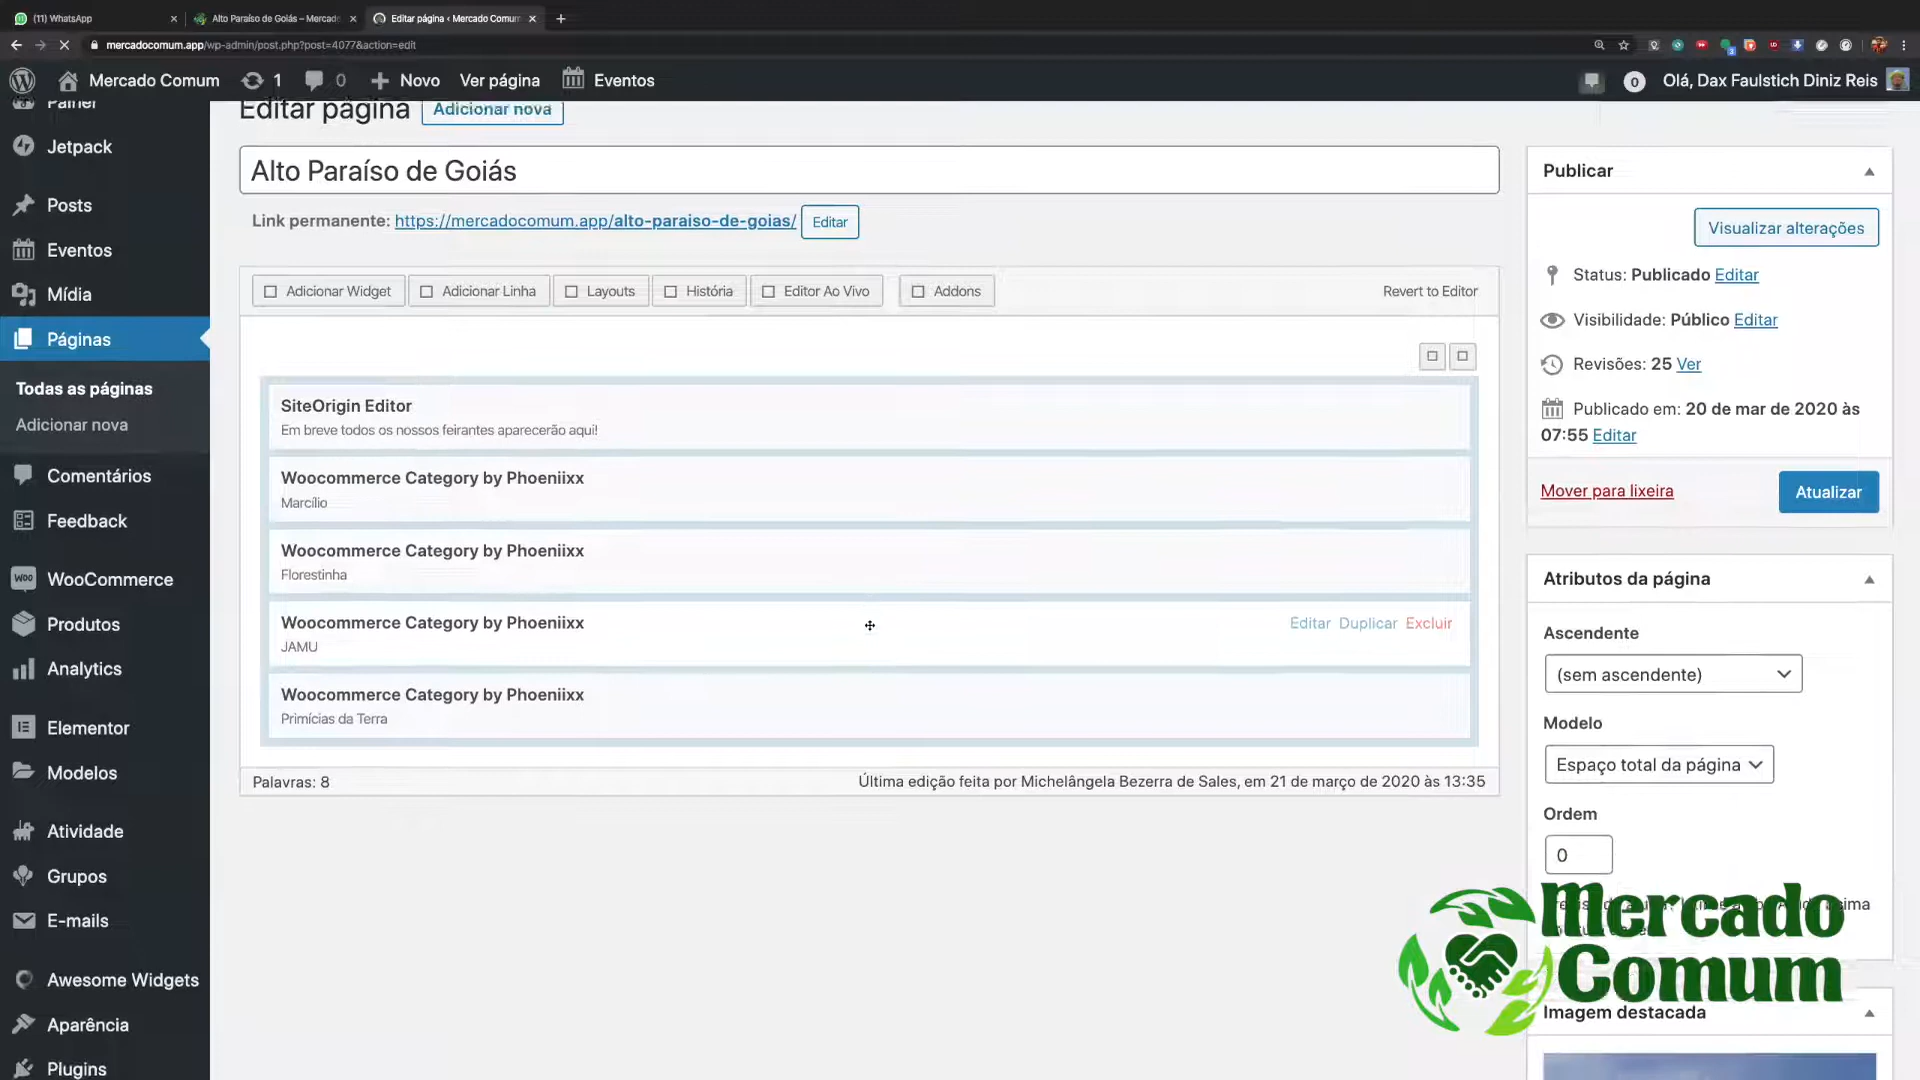 (11) WhatsApp
Alto Paraíso de Goiás – Mercado
Editar página ‹ Mercado Comum
mercadocomum.app/wp-admin/post.php?post=4077&action=edit
Mercado Comum
1
0
Novo
Ver página
Eventos
0
Olá, Dax Faulstich Diniz Reis
Painel
Jetpack
Posts
Eventos
Mídia
Páginas
Todas as páginas
Adicionar nova
Comentários
Feedback
WooCommerce
Produtos
Analytics
Elementor
Modelos
Atividade
Grupos
E-mails
Awesome Widgets
Aparência
Plugins
Editar página
Adicionar nova
Alto Paraíso de Goiás
Link permanente: https://mercadocomum.app/alto-paraiso-de-goias/ Editar
Adicionar Widget
Adicionar Linha
Layouts
História
Editor Ao Vivo
Addons
Revert to Editor
SiteOrigin Editor
Em breve todos os nossos feirantes aparecerão aqui!
Woocommerce Category by Phoeniixx
Marcílio
Woocommerce Category by Phoeniixx
Florestinha
Woocommerce Category by Phoeniixx
Editar Duplicar Excluir
JAMU
Woocommerce Category by Phoeniixx
Primícias da Terra
Palavras: 8
Última edição feita por Michelângela Bezerra de Sales, em 21 de março de 2020 às 13:35
Publicar
Visualizar alterações
Status: Publicado Editar
Visibilidade: Público Editar
Revisões: 25 Ver
Publicado em: 20 de mar de 2020 às
07:55 Editar
Mover para lixeira
Atualizar
Atributos da página
Ascendente
(sem ascendente)
Modelo
Espaço total da página
Ordem
0
Mercado
Comum
Imagem destacada